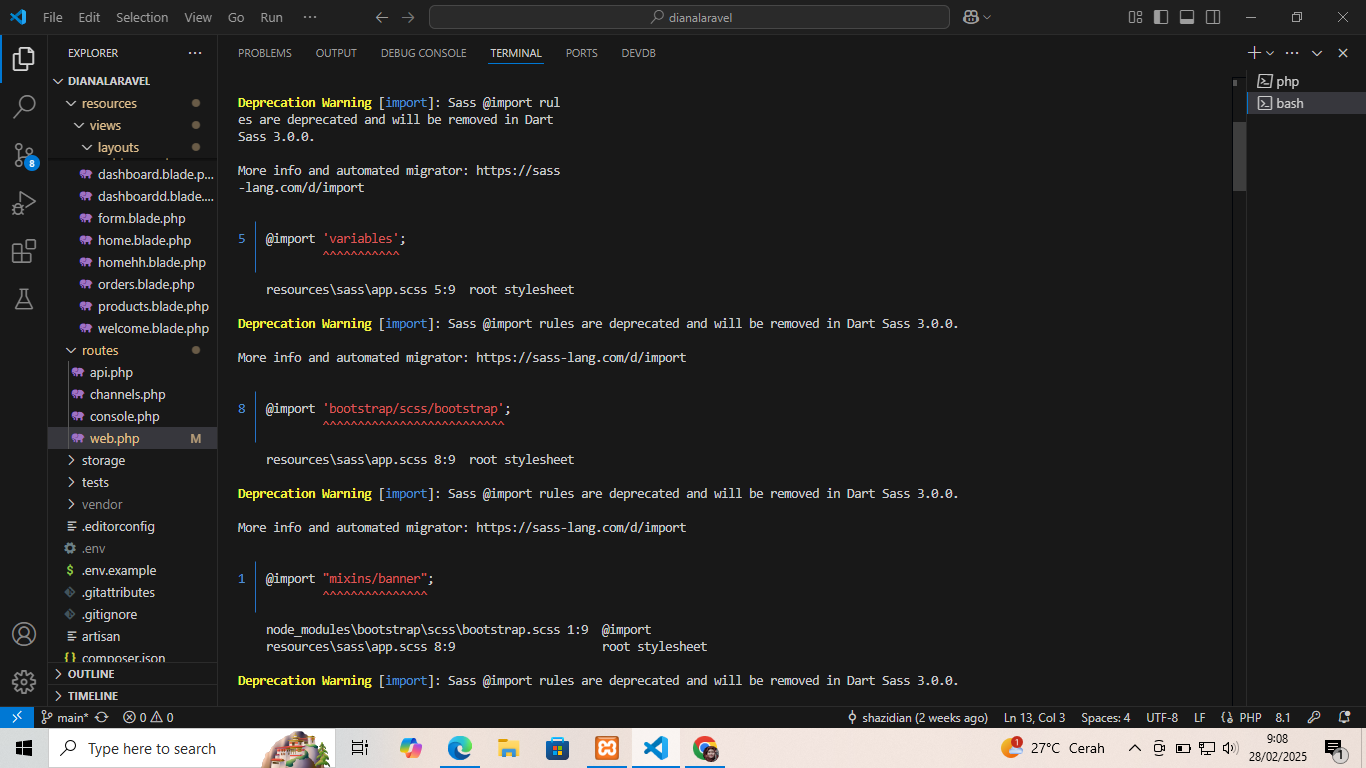 File Edit Selection View Go Run ···
dianalaravel
EXPLORER ···
PROBLEMS OUTPUT DEBUG CONSOLE TERMINAL PORTS DEVDB
DIANALARAVEL
resources
views
layouts
dashboard.blade.p...
dashboardd.blade....
form.blade.php
home.blade.php
homehh.blade.php
orders.blade.php
products.blade.php
welcome.blade.php
routes
api.php
channels.php
console.php
web.php M
storage
tests
vendor
.editorconfig
.env
$ .env.example
.gitattributes
.gitignore
artisan
{} composer.json
OUTLINE
TIMELINE
8
Deprecation Warning [import]: Sass @import rul
es are deprecated and will be removed in Dart
Sass 3.0.0.
More info and automated migrator: https://sass
-lang.com/d/import
5 @import 'variables';
^^^^^^^^^^^
resources\sass\app.scss 5:9 root stylesheet
Deprecation Warning [import]: Sass @import rules are deprecated and will be removed in Dart Sass 3.0.0.
More info and automated migrator: https://sass-lang.com/d/import
8 @import 'bootstrap/scss/bootstrap';
^^^^^^^^^^^^^^^^^^^^^^^^^^
resources\sass\app.scss 8:9 root stylesheet
Deprecation Warning [import]: Sass @import rules are deprecated and will be removed in Dart Sass 3.0.0.
More info and automated migrator: https://sass-lang.com/d/import
1 @import "mixins/banner";
^^^^^^^^^^^^^^^
node_modules\bootstrap\scss\bootstrap.scss 1:9 @import
resources\sass\app.scss 8:9 root stylesheet
Deprecation Warning [import]: Sass @import rules are deprecated and will be removed in Dart Sass 3.0.0.
php
bash
main* 0 0 shazidian (2 weeks ago) Ln 13, Col 3 Spaces: 4 UTF-8 LF PHP 8.1
Type here to search
1 27°C Cerah
9:08
28/02/2025
1